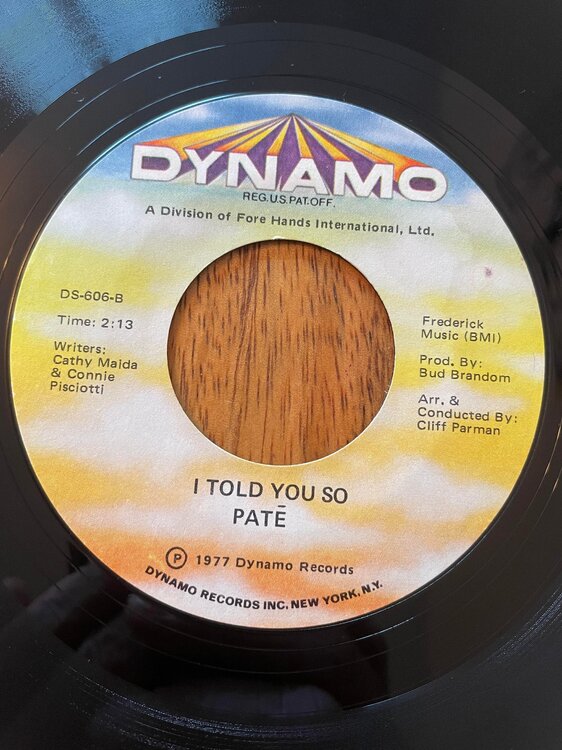 DYNAMO
REG.U.S.PAT.OFF.
A Division of Fore Hands International, Ltd.
DS-606-B
Time: 2:13
Writers:
Cathy Maida
& Connie
Pisciotti
Frederick
Music (BMI)
Prod. By:
Bud Brandom
Arr. &
Conducted By:
Cliff Parman
I TOLD YOU SO
PATĒ
Ⓟ 1977 Dynamo Records
DYNAMO RECORDS INC. NEW YORK, N.Y.